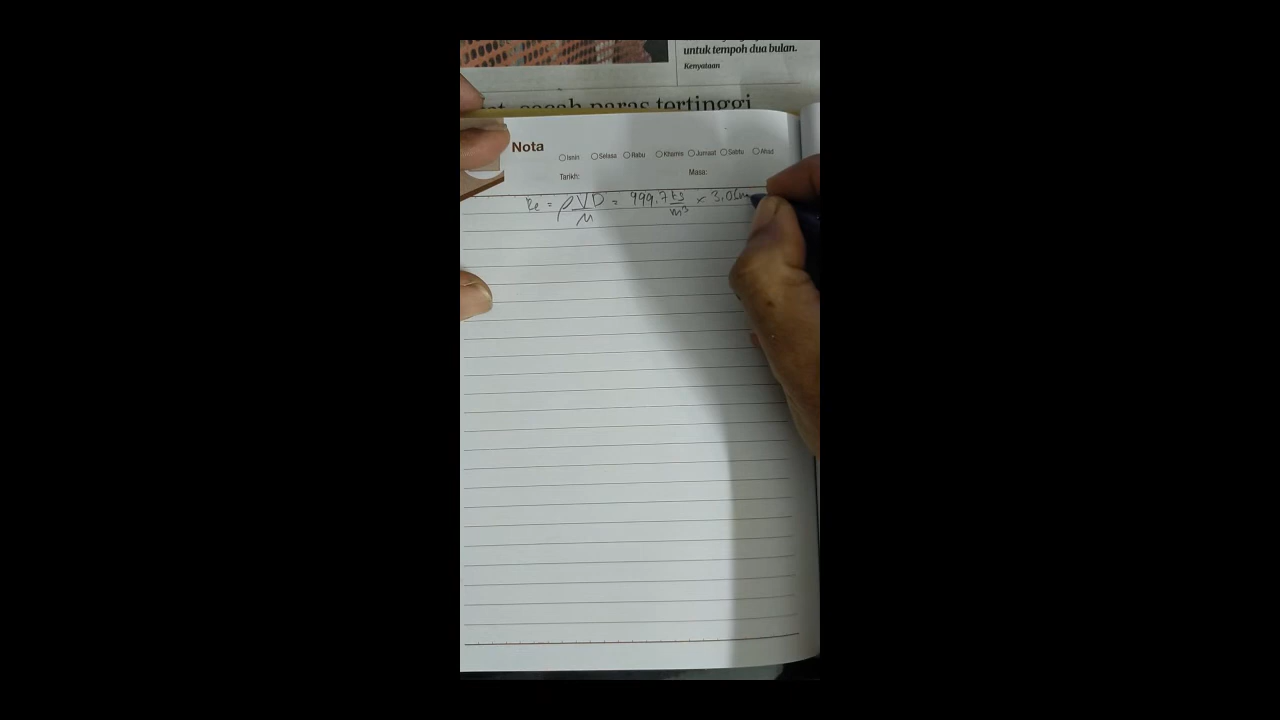 untuk tempoh dua bulan.
Kenyataan
cecah paras tertinggi
Nota
Isnin Selasa Rabu Khamis Jumaat Sabtu Ahad
Tarikh: Masa:
Re = ρVD/μ = 999.7 kg/m³ × 3.06m